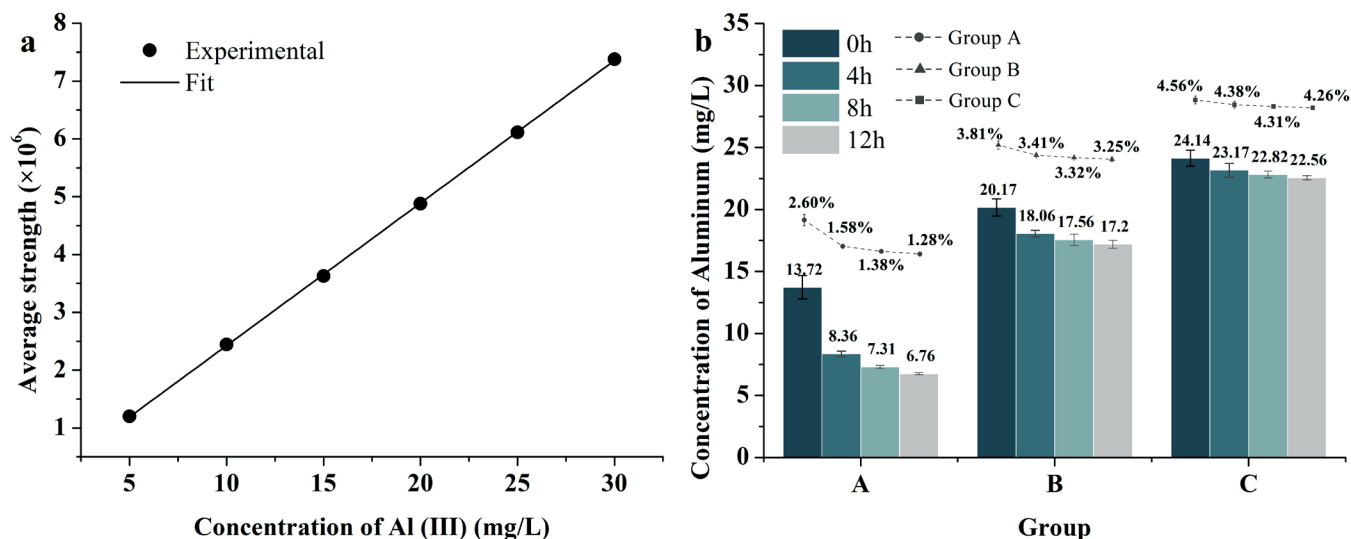 a
Experimental
Fit
Average strength (×10⁶)
8
7
6
5
4
3
2
1
5
10
15
20
25
30
Concentration of Al (III) (mg/L)
b
0h
4h
8h
12h
Group A
Group B
Group C
Concentration of Aluminum (mg/L)
35
30
25
20
15
10
5
0
2.60%
1.58%
1.38%
1.28%
13.72
8.36
7.31
6.76
3.81%
3.41%
3.32%
3.25%
20.17
18.06
17.56
17.2
4.56%
4.38%
4.31%
4.26%
24.14
23.17
22.82
22.56
A
B
C
Group